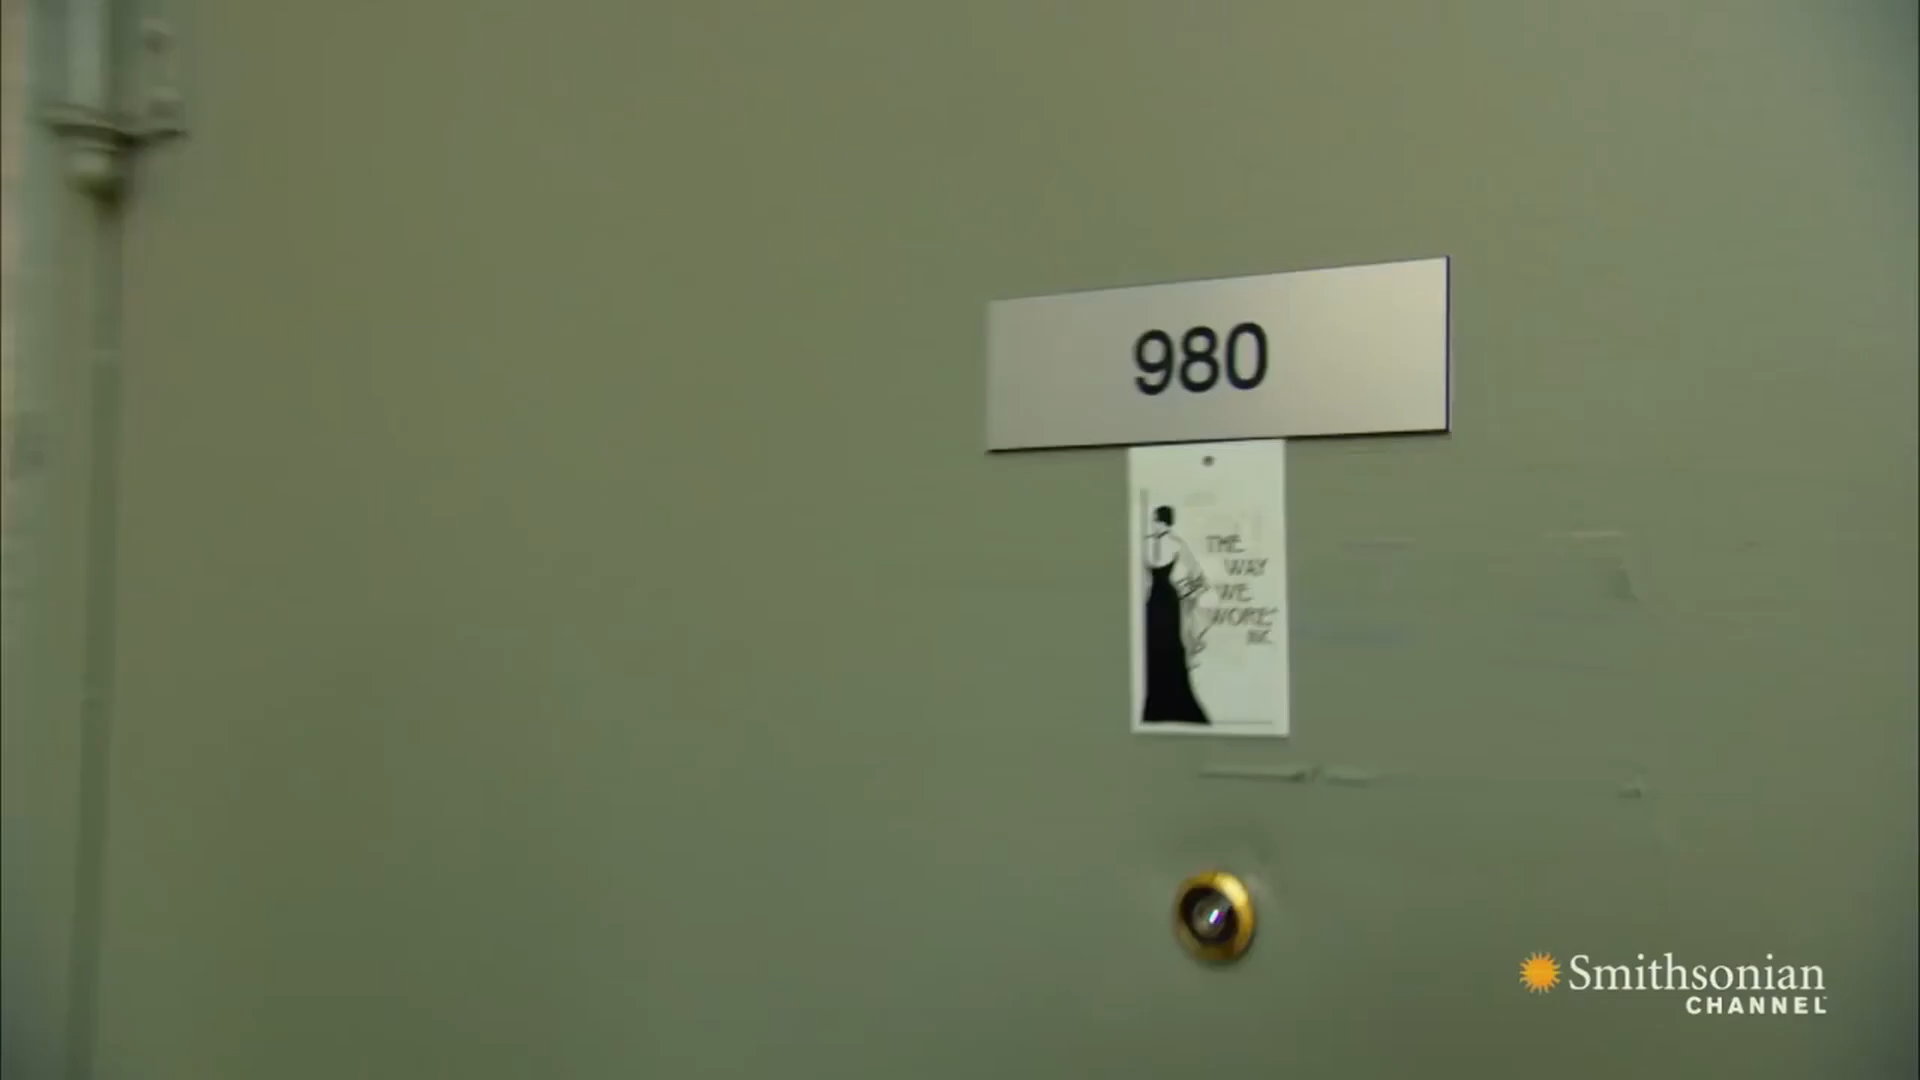 980
THE
WAY
WE
WORE,
INC.
Smithsonian
CHANNEL